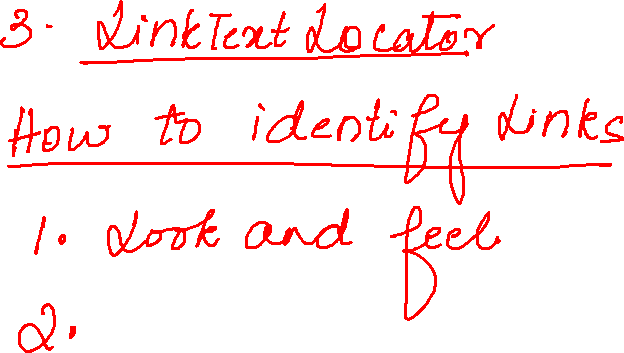 3. LinkText Locator
How to identify Links
1. Look and feel
2.